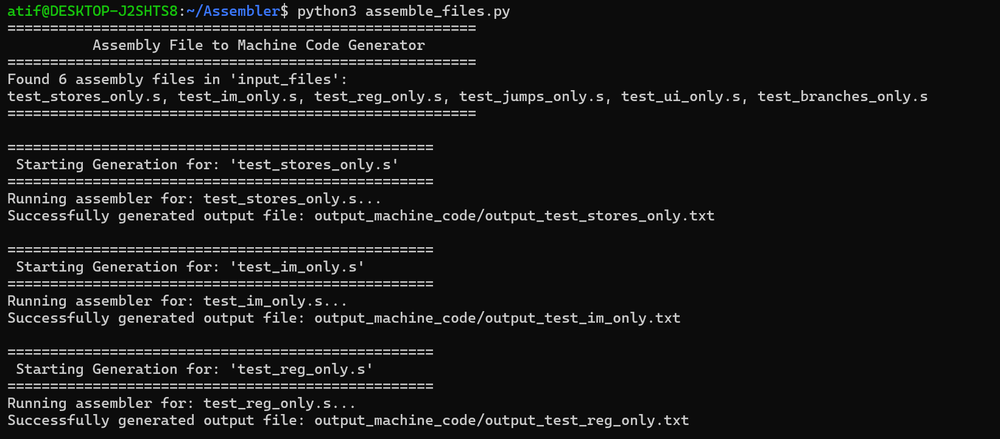 atif@DESKTOP-J2SHTS8:~/Assembler$ python3 assemble_files.py
=======================================================
          Assembly File to Machine Code Generator
=======================================================
Found 6 assembly files in 'input_files':
test_stores_only.s, test_im_only.s, test_reg_only.s, test_jumps_only.s, test_ui_only.s, test_branches_only.s
=======================================================

==================================================
 Starting Generation for: 'test_stores_only.s'
==================================================
Running assembler for: test_stores_only.s...
Successfully generated output file: output_machine_code/output_test_stores_only.txt

==================================================
 Starting Generation for: 'test_im_only.s'
==================================================
Running assembler for: test_im_only.s...
Successfully generated output file: output_machine_code/output_test_im_only.txt

==================================================
 Starting Generation for: 'test_reg_only.s'
==================================================
Running assembler for: test_reg_only.s...
Successfully generated output file: output_machine_code/output_test_reg_only.txt